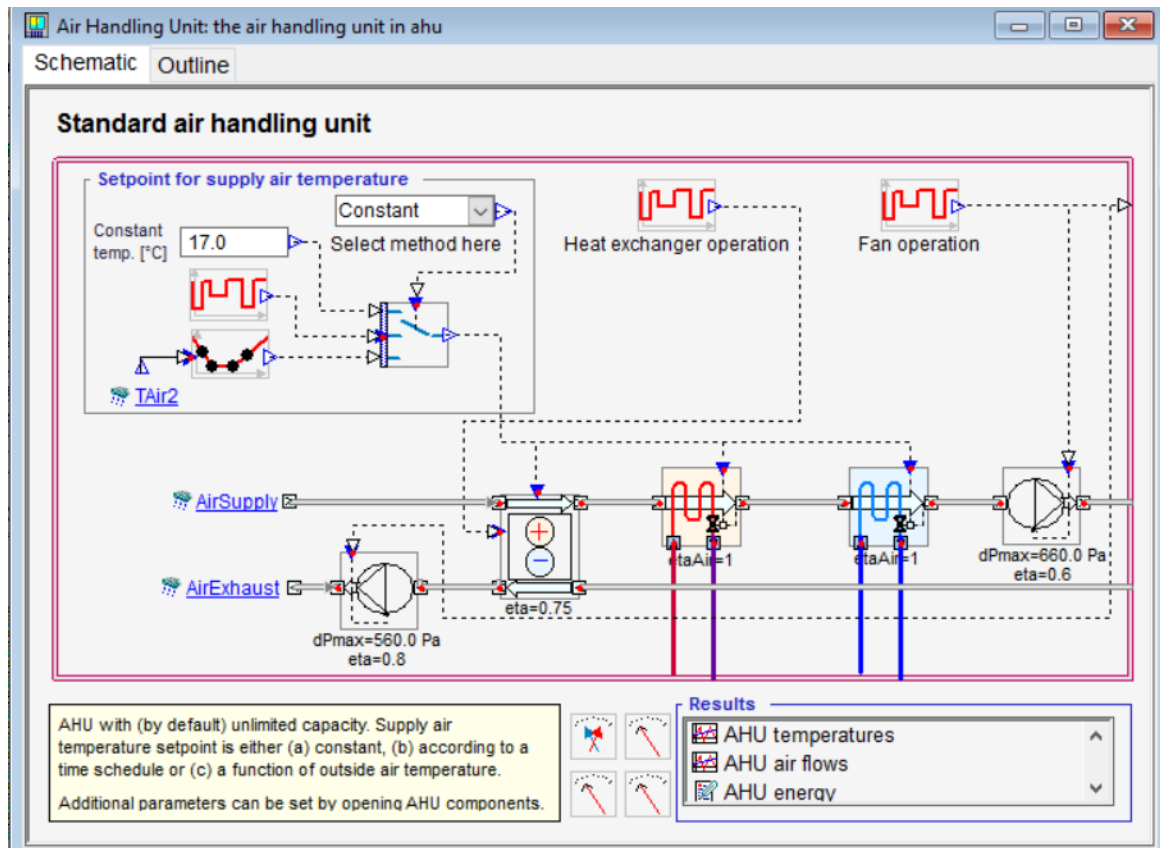 Air Handling Unit: the air handling unit in ahu
Schematic Outline
Standard air handling unit
Setpoint for supply air temperature
Constant
Constant
temp. [°C]
17.0
Select method here
Heat exchanger operation
Fan operation
TAir2
AirSupply
etaAir=1
etaAir=1
dPmax=660.0 Pa
eta=0.6
AirExhaust
eta=0.75
dPmax=560.0 Pa
eta=0.8
AHU with (by default) unlimited capacity. Supply air
temperature setpoint is either (a) constant, (b) according to a
time schedule or (c) a function of outside air temperature.
Additional parameters can be set by opening AHU components.
Results
AHU temperatures
AHU air flows
AHU energy